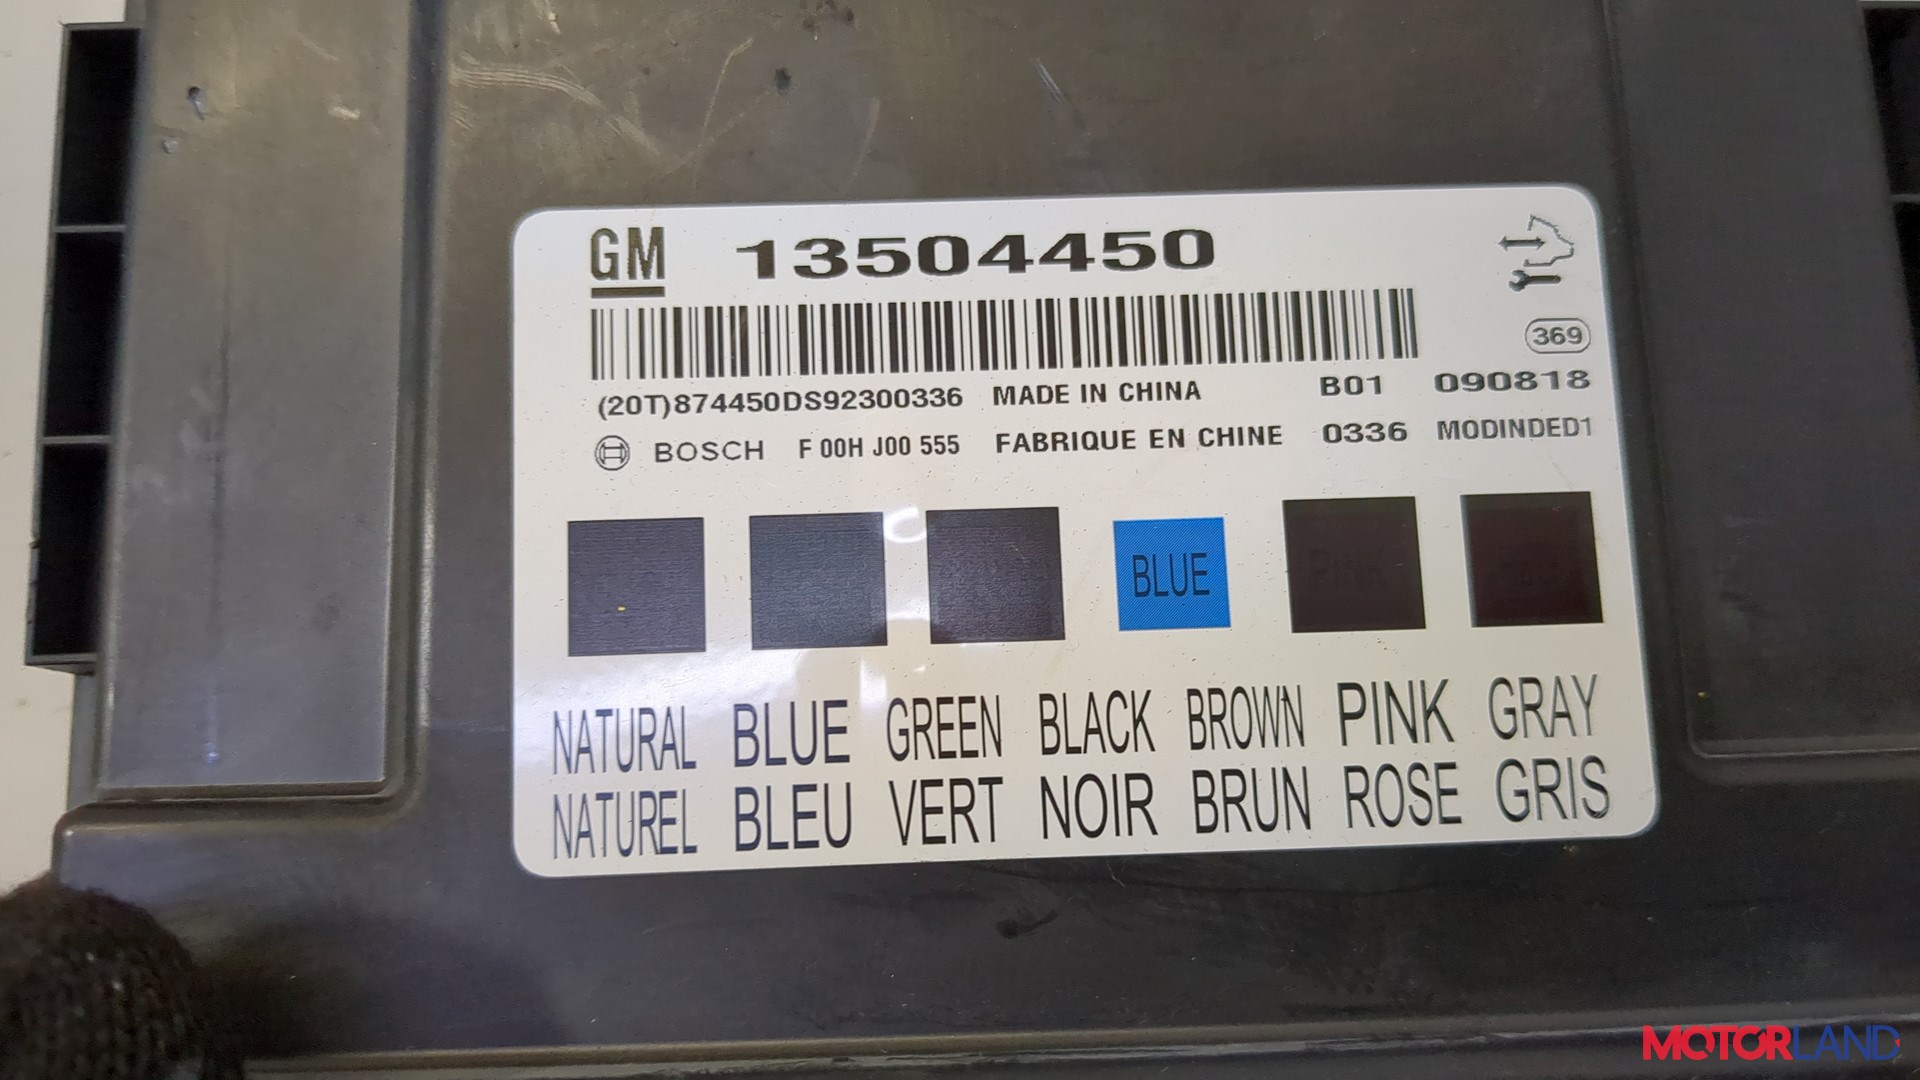 GM 13504450
369
(20T)874450DS92300336 MADE IN CHINA B01 090818
BOSCH F 00H J00 555 FABRIQUE EN CHINE 0336 MODINDED1
BLUE PINK
NATURAL BLUE GREEN BLACK BROWN PINK GRAY
NATUREL BLEU VERT NOIR BRUN ROSE GRIS
MOTORLAND